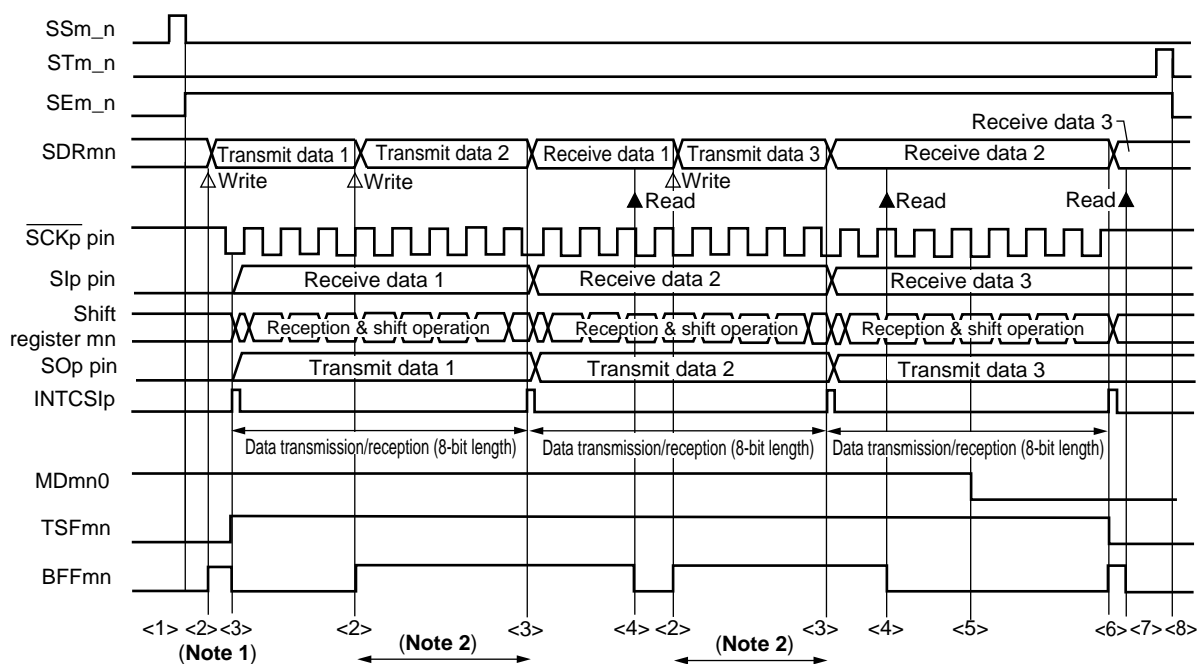 SSm_n
STm_n
SEm_n
Receive data 3
SDRmn
Transmit data 1 Transmit data 2 Receive data 1 Transmit data 3 Receive data 2
Write Write Read Write Read Read
SCKp pin
SIp pin
Receive data 1 Receive data 2 Receive data 3
Shift
register mn
Reception & shift operation Reception & shift operation Reception & shift operation
SOp pin
Transmit data 1 Transmit data 2 Transmit data 3
INTCSIp
Data transmission/reception (8-bit length) Data transmission/reception (8-bit length) Data transmission/reception (8-bit length)
MDmn0
TSFmn
BFFmn
<1> <2> <3> <2> <3> <4> <2> <3> <4> <5> <6> <7> <8>
(Note 1) (Note 2) (Note 2)